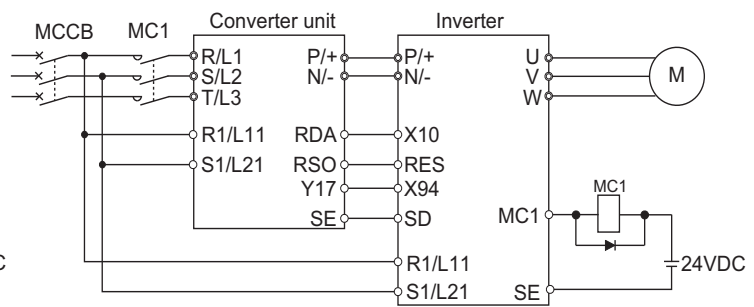 Converter unit Inverter
MCCB MC1
R/L1 P/+ P/+ U
S/L2 N/- N/- V M
T/L3 W
R1/L11 RDA X10
S1/L21 RSO RES
Y17 X94 MC1
SE SD MC1
C R1/L11 24VDC
S1/L21 SE